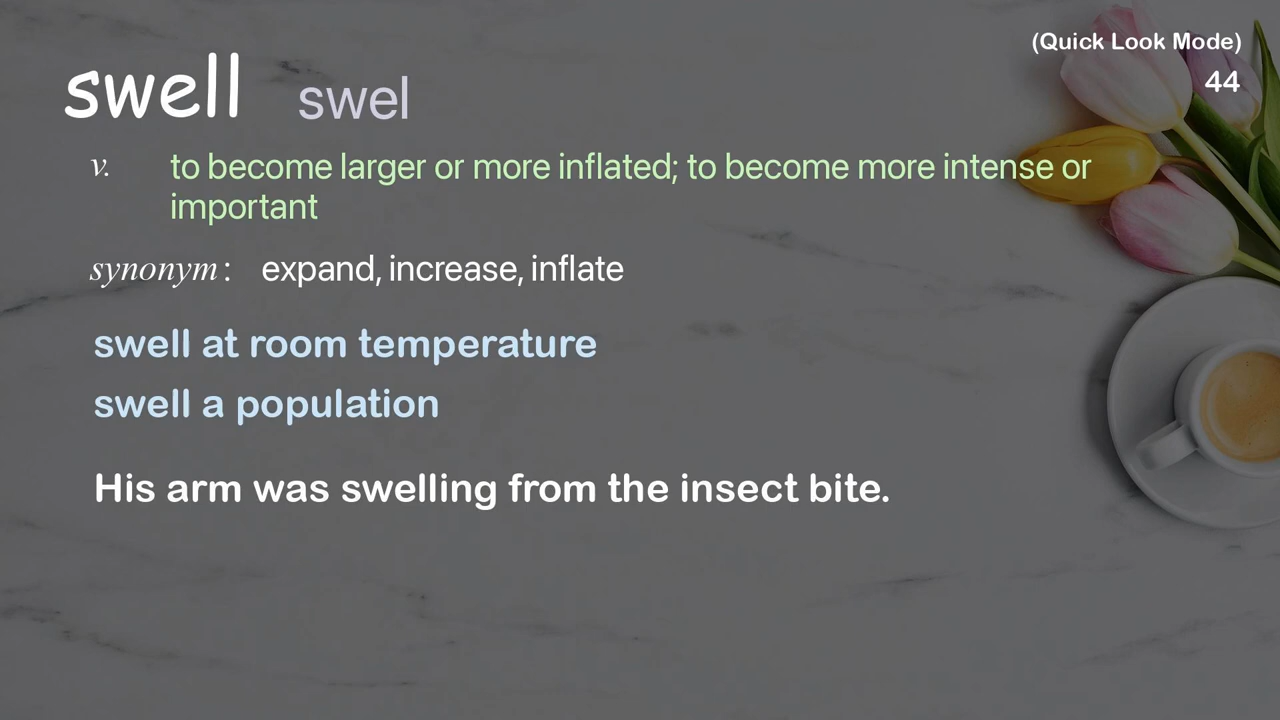 (Quick Look Mode)
44
swell swel
v. to become larger or more inflated; to become more intense or
important
synonym : expand, increase, inflate
swell at room temperature
swell a population
His arm was swelling from the insect bite.